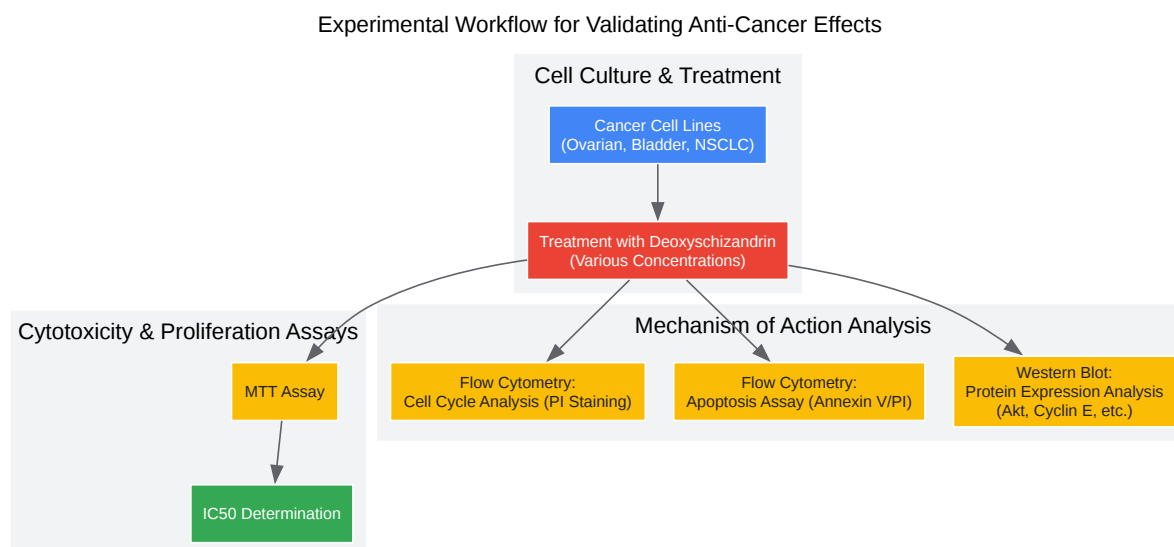 Experimental Workflow for Validating Anti-Cancer Effects
Cell Culture & Treatment
Cancer Cell Lines
(Ovarian, Bladder, NSCLC)
Treatment with Deoxyschizandrin
(Various Concentrations)
Cytotoxicity & Proliferation Assays
MTT Assay
IC50 Determination
Mechanism of Action Analysis
Flow Cytometry:
Cell Cycle Analysis (PI Staining)
Flow Cytometry:
Apoptosis Assay (Annexin V/PI)
Western Blot:
Protein Expression Analysis
(Akt, Cyclin E, etc.)